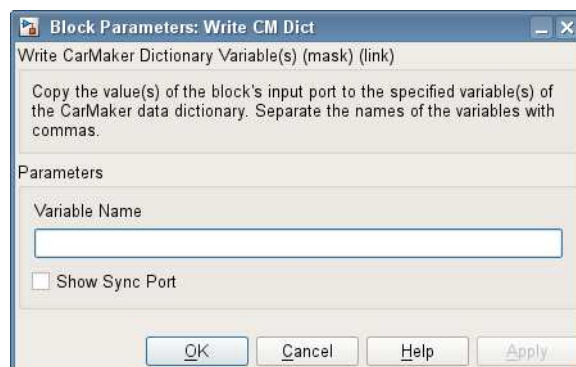 Block Parameters: Write CM Dict
Write CarMaker Dictionary Variable(s) (mask) (link)
Copy the value(s) of the block's input port to the specified variable(s) of
the CarMaker data dictionary. Separate the names of the variables with
commas.
Parameters
Variable Name
Show Sync Port
OK Cancel Help Apply